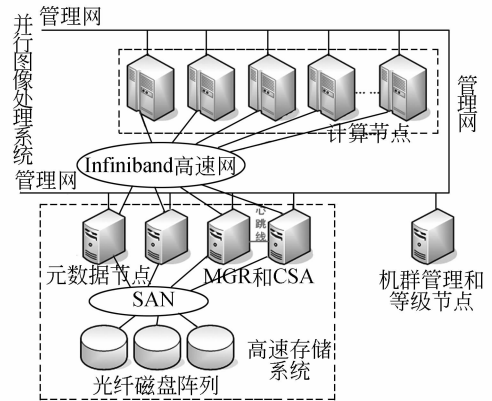 管理网
并行图像处理系统
管理网
计算节点
Infiniband高速网
管理网
心跳线
元数据节点
MGR和CSA
机群管理和
等级节点
SAN
高速存储
系统
光纤磁盘阵列